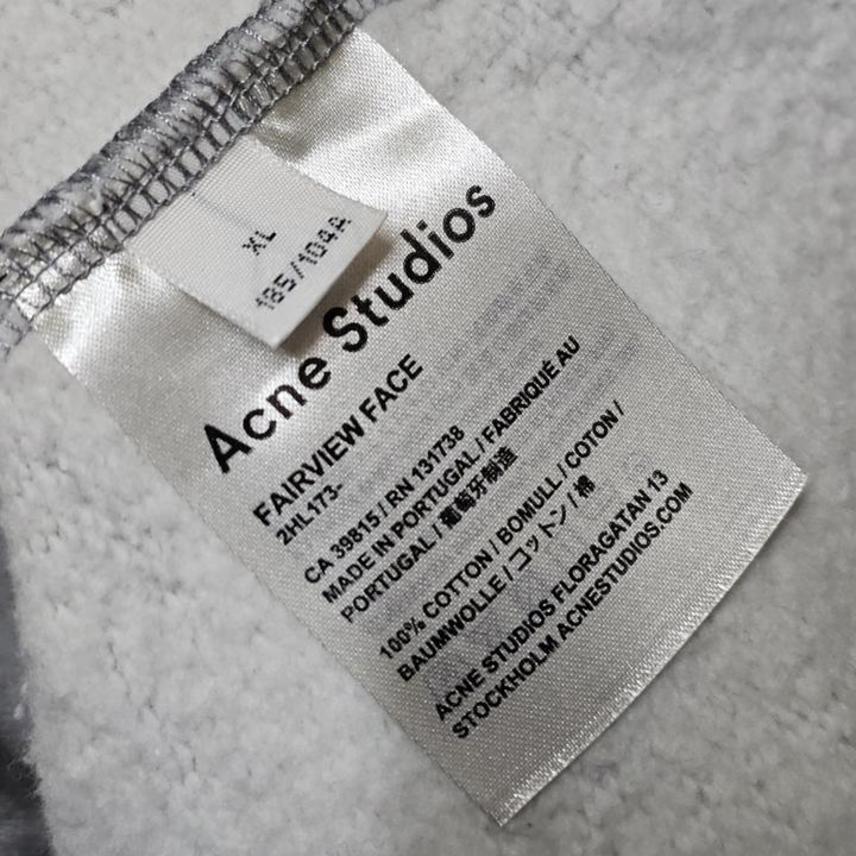 XL
185/104A
Acne Studios
FAIRVIEW FACE
2HL173-
CA 39815 / RN 131738
MADE IN PORTUGAL / FABRIQUÉ AU
PORTUGAL / 葡萄牙制造
100% COTTON / BOMULL / COTON /
BAUMWOLLE / コットン / 棉
ACNE STUDIOS FLORAGATAN 13
STOCKHOLM ACNESTUDIOS.COM